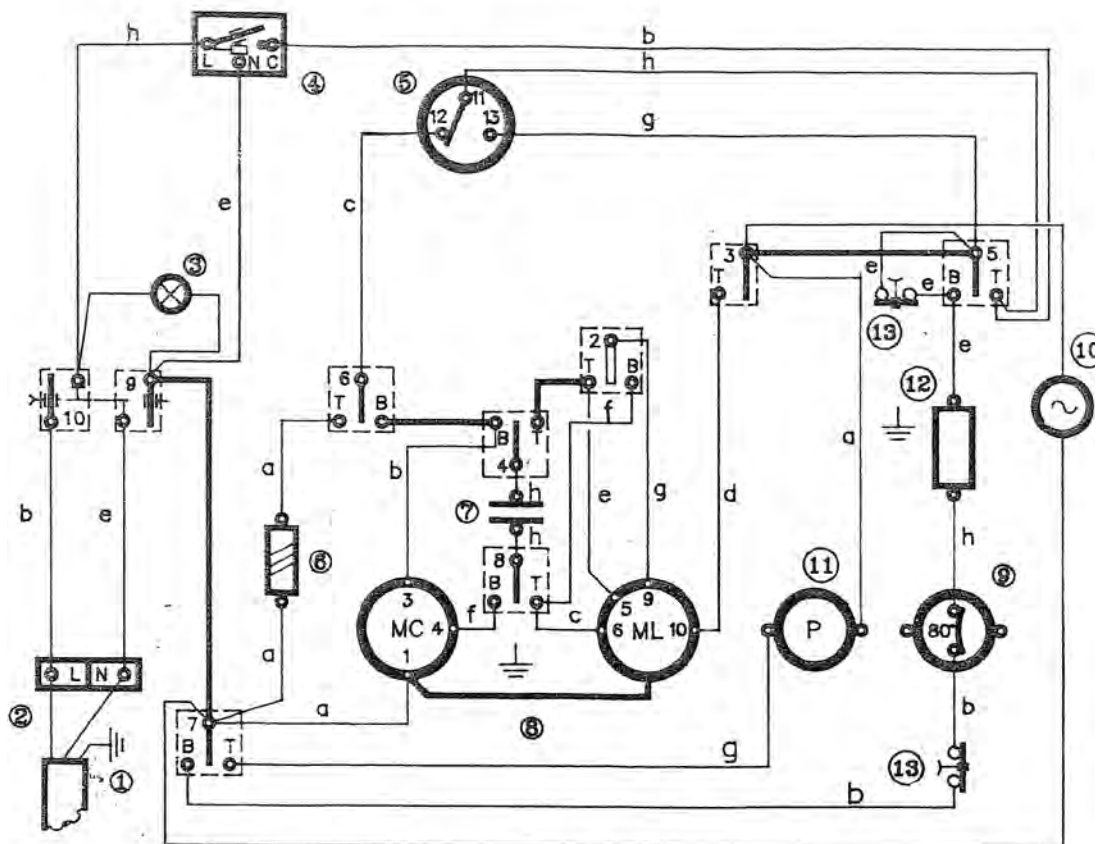 h
b
h
L N C
④
⑤
11
12
13
g
e
c
③
3
T
5
B
T
e
e
⑬
⑩
9
10
T
6
T
B
2
T
B
f
B
T
4
e
⑫
a
b
h
⑦
h
e
g
d
a
b
e
⑥
8
B
T
h
⑪
⑨
3
MC 4
1
f
c
5
9
6 ML 10
P
80
a
L N
②
a
⑧
b
7
B
T
g
①
b
⑬